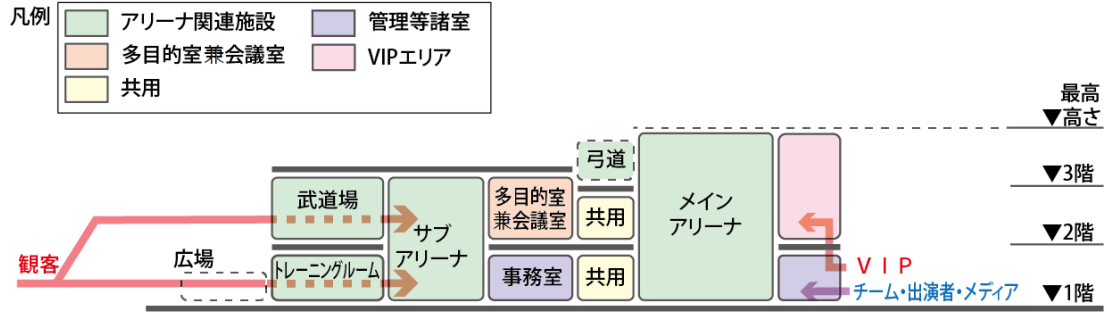 凡例
アリーナ関連施設
管理等諸室
多目的室兼会議室
VIPエリア
共用
最高
▼高さ
弓道
▼3階
武道場
多目的室
兼会議室
共用
メイン
アリーナ
サブ
アリーナ
▼2階
観客
広場
トレーニングルーム
事務室
共用
VIP
チーム・出演者・メディア
▼1階